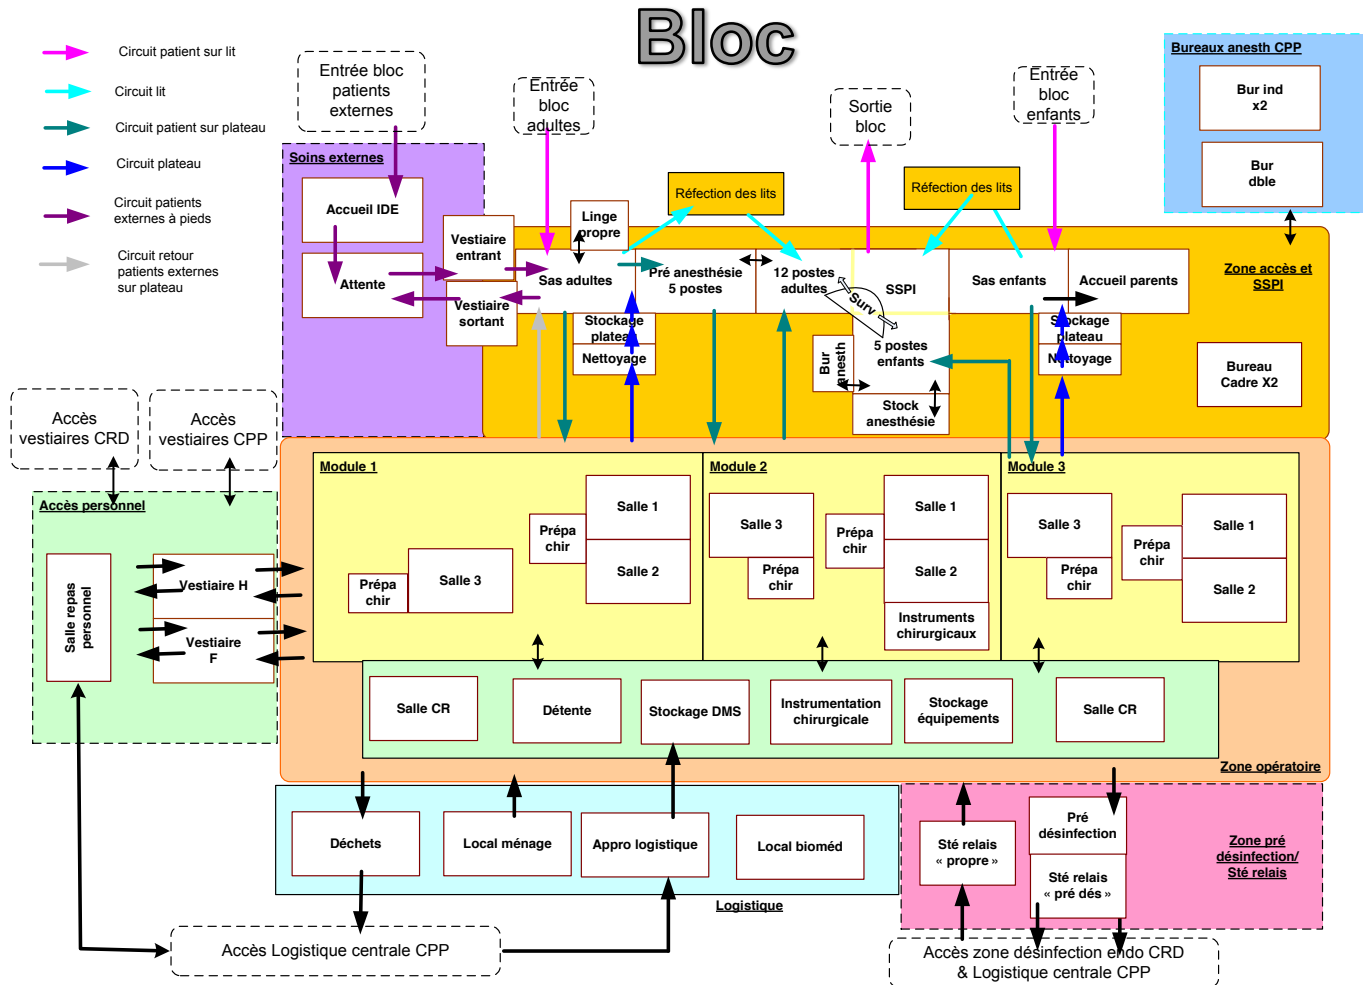 Bloc
Circuit patient sur lit
Circuit lit
Circuit patient sur plateau
Circuit plateau
Circuit patients
externes à pieds
Circuit retour
patients externes
sur plateau
Entrée bloc
patients
externes
Entrée
bloc
adultes
Sortie
bloc
Entrée
bloc
enfants
Bureaux anesth CPP
Bur ind
x2
Bur
dble
Soins externes
Accueil IDE
Attente
Vestiaire
entrant
Vestiaire
sortant
Linge
propre
Réfection des lits
Réfection des lits
Sas adultes
Pré anesthésie
5 postes
12 postes
adultes
SSPI
Surv
5 postes
enfants
Sas enfants
Accueil parents
Zone accès et
SSPI
Stockage
plateau
Nettoyage
Bur
anesth
Stock
anesthésie
Stockage
plateau
Nettoyage
Bureau
Cadre X2
Accès
vestiaires CRD
Accès
vestiaires CPP
Accès personnel
Salle repas
personnel
Vestiaire H
Vestiaire
F
Module 1
Salle 1
Prépa
chir
Salle 2
Salle 3
Prépa
chir
Module 2
Salle 3
Prépa
chir
Prépa
chir
Salle 1
Salle 2
Instruments
chirurgicaux
Module 3
Salle 3
Prépa
chir
Prépa
chir
Salle 1
Salle 2
Salle CR
Détente
Stockage DMS
Instrumentation
chirurgicale
Stockage
équipements
Salle CR
Zone opératoire
Déchets
Local ménage
Appro logistique
Local bioméd
Logistique
Sté relais
« propre »
Pré
désinfection
Sté relais
« pré dés »
Zone pré
désinfection/
Sté relais
Accès Logistique centrale CPP
Accès zone désinfection endo CRD
& Logistique centrale CPP